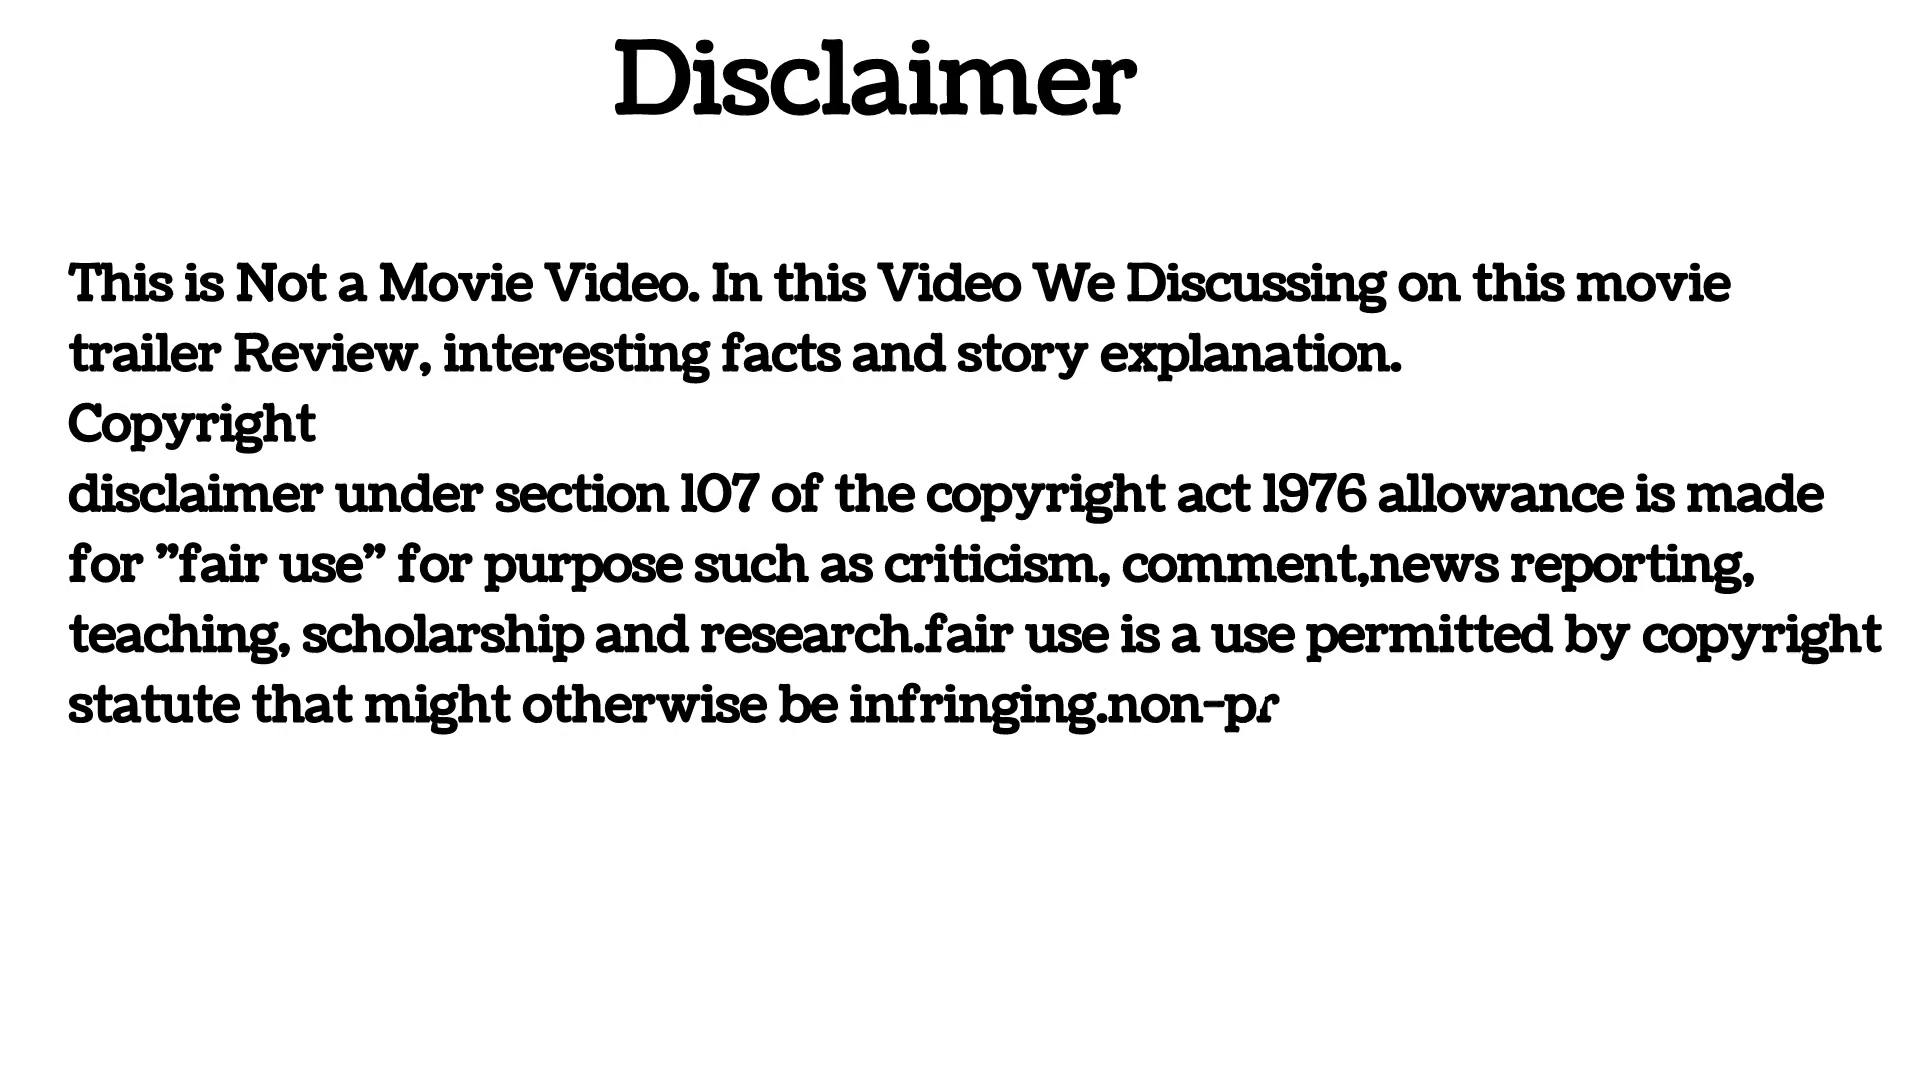 Disclaimer
This is Not a Movie Video. In this Video We Discussing on this movie
trailer Review, interesting facts and story explanation.
Copyright
disclaimer under section 107 of the copyright act 1976 allowance is made
for ”fair use” for purpose such as criticism, comment,news reporting,
teaching, scholarship and research.fair use is a use permitted by copyright
statute that might otherwise be infringing.non-pr